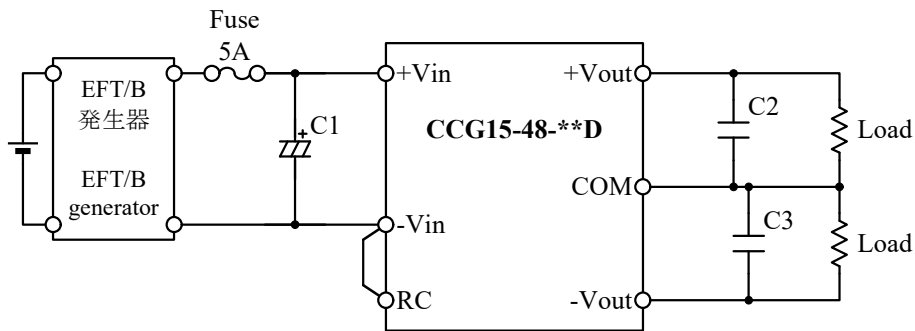 Fuse
5A
EFT/B
発生器
EFT/B
generator
+
C1
+Vin
-Vin
RC
CCG15-48-**D
+Vout
COM
-Vout
C2
C3
Load
Load